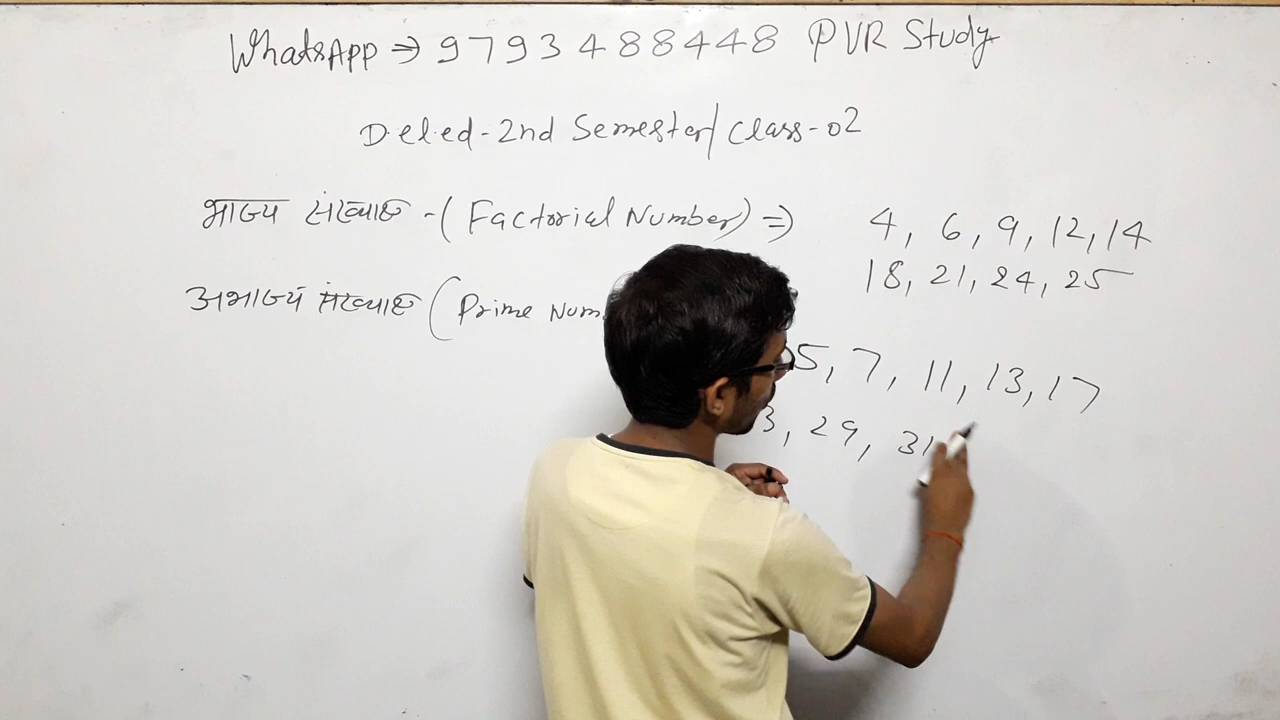 WhatsApp ⇒ 9793488448 PVR Study
D.El.ed - 2nd Semester/Class-02
भाज्य संख्याए - (Factorial Number) ⇒ 4, 6, 9, 12, 14
18, 21, 24, 25
अभाज्य संख्याए (Prime Num
5, 7, 11, 13, 17
3, 29, 31